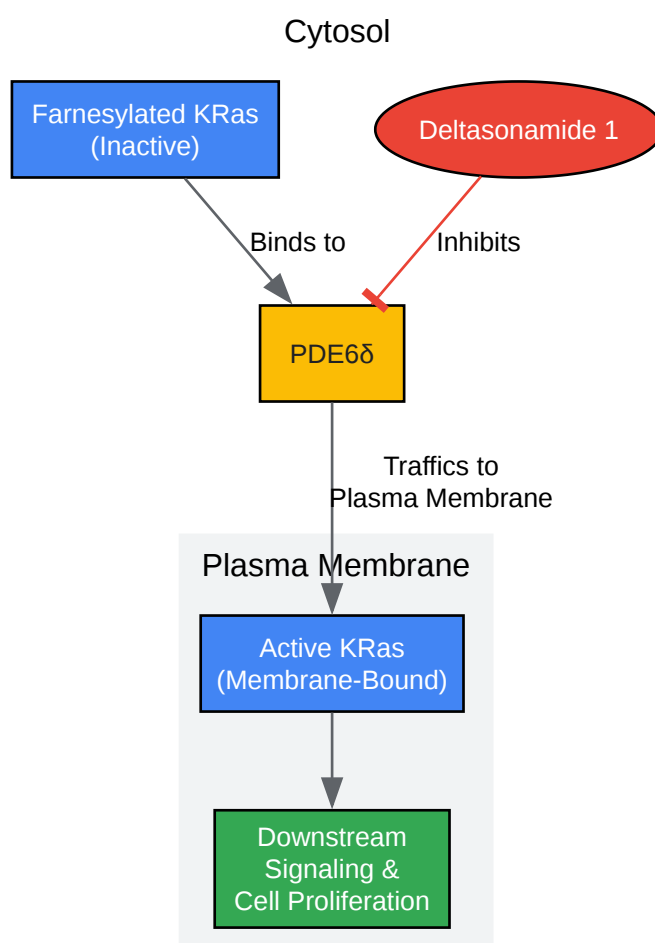 Cytosol
Farnesylated KRas
(Inactive)
Deltasonamide 1
Binds to
Inhibits
PDE6δ
Traffics to
Plasma Membrane
Plasma Membrane
Active KRas
(Membrane-Bound)
Downstream
Signaling &
Cell Proliferation